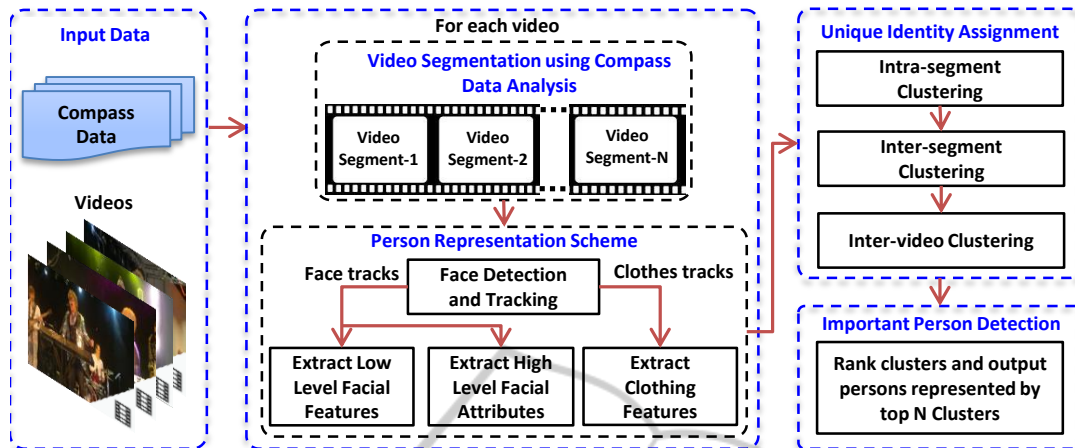 Input Data
Compass
Data
Videos
For each video
Video Segmentation using Compass
Data Analysis
Video
Segment-1
Video
Segment-2
Video
Segment-N
Person Representation Scheme
Face tracks
Face Detection
and Tracking
Clothes tracks
Extract Low
Level Facial
Features
Extract High
Level Facial
Attributes
Extract
Clothing
Features
Unique Identity Assignment
Intra-segment
Clustering
Inter-segment
Clustering
Inter-video Clustering
Important Person Detection
Rank clusters and output
persons represented by
top N Clusters